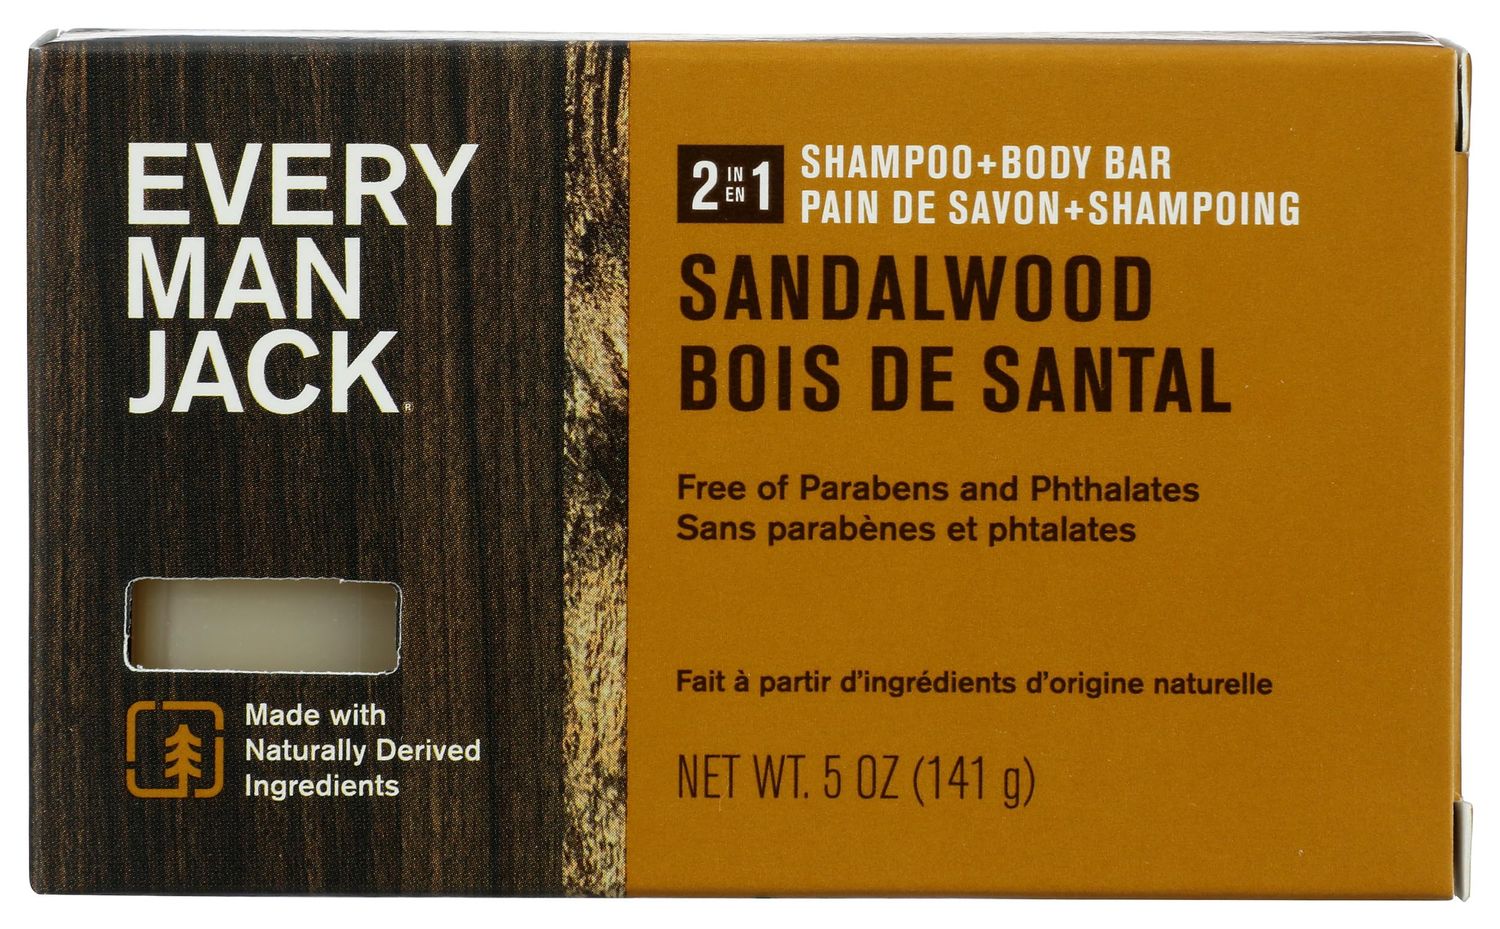 EVERY
MAN
JACK®
Made with
Naturally Derived
Ingredients
2 IN EN 1
SHAMPOO+BODY BAR
PAIN DE SAVON+SHAMPOING
SANDALWOOD
BOIS DE SANTAL
Free of Parabens and Phthalates
Sans parabènes et phtalates
Fait à partir d'ingrédients d'origine naturelle
NET WT. 5 OZ (141 g)